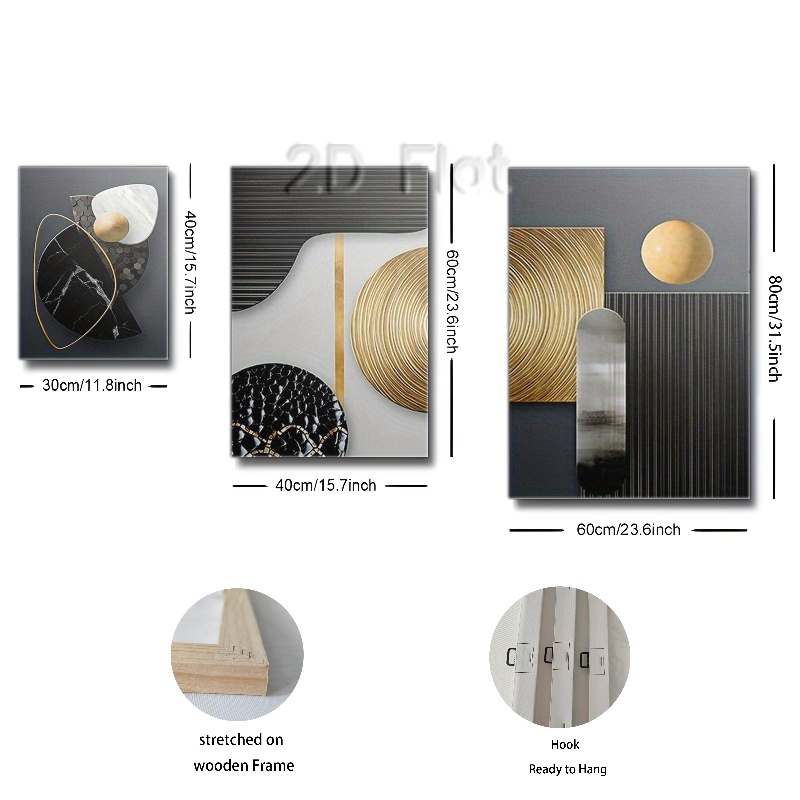 2D Flat
40cm/15.7inch
30cm/11.8inch
60cm/23.6inch
40cm/15.7inch
80cm/31.5inch
60cm/23.6inch
stretched on
wooden Frame
Hook
Ready to Hang